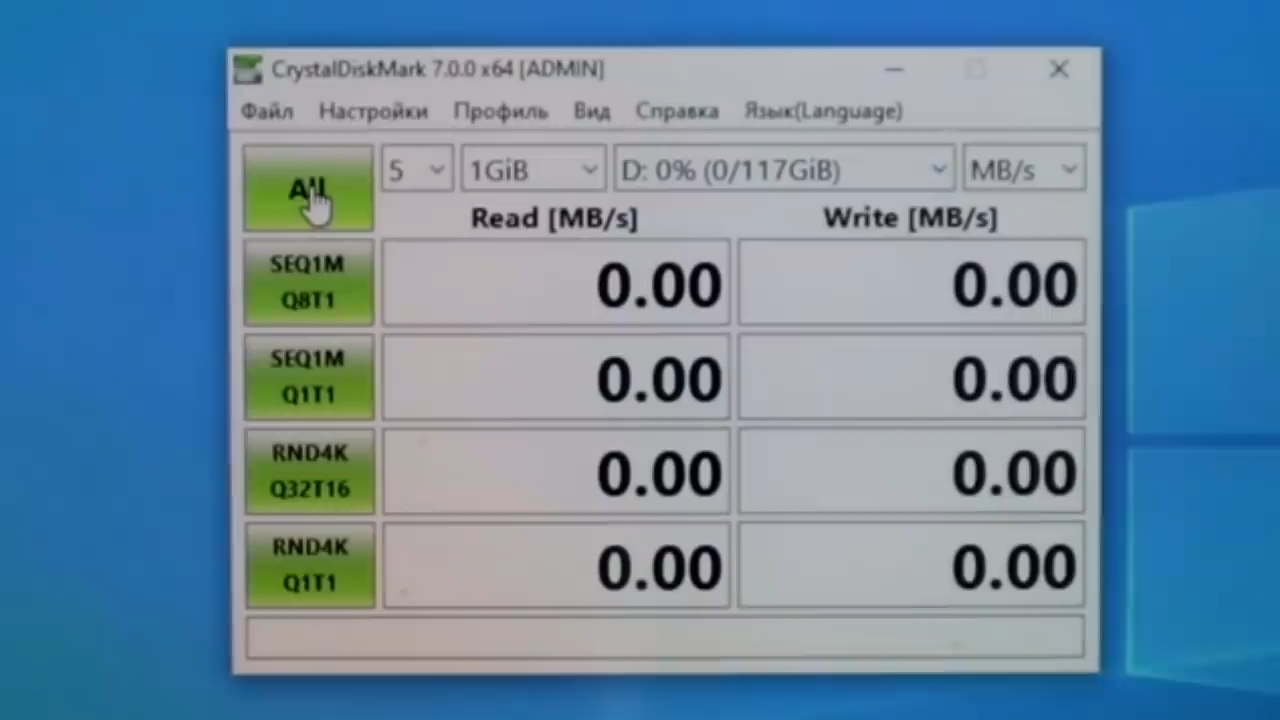 CrystalDiskMark 7.0.0 x64 [ADMIN]
Файл Настройки Профиль Вид Справка Язык(Language)
All 5 1GiB D: 0% (0/117GiB) MB/s
Read [MB/s] Write [MB/s]
SEQ1M
Q8T1
0.00 0.00
SEQ1M
Q1T1
0.00 0.00
RND4K
Q32T16
0.00 0.00
RND4K
Q1T1
0.00 0.00